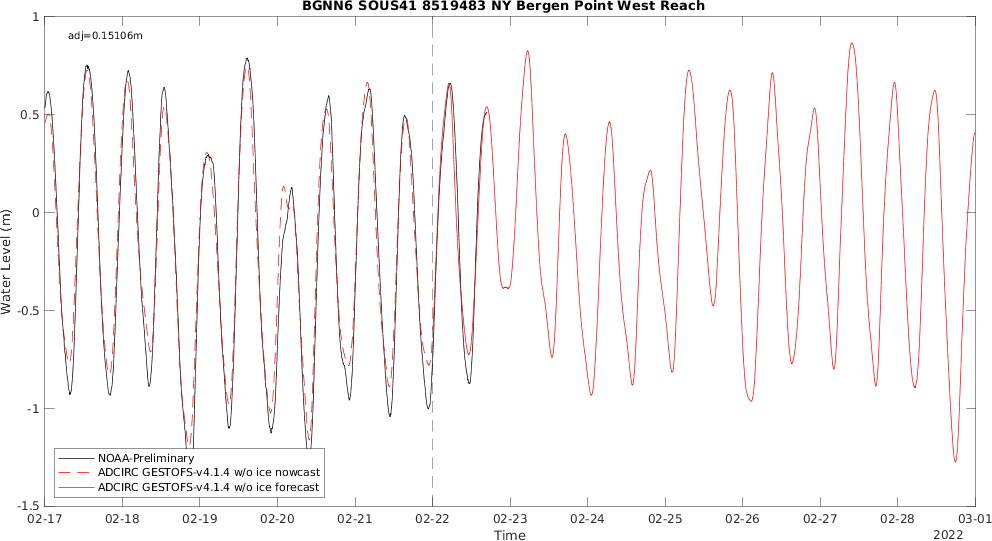 BGNN6 SOUS41 8519483 NY Bergen Point West Reach
adj=0.15106m
1
0.5
0
-0.5
-1
-1.5
Water Level (m)
NOAA-Preliminary
ADCIRC GESTOFS-v4.1.4 w/o ice nowcast
ADCIRC GESTOFS-v4.1.4 w/o ice forecast
02-17 02-18 02-19 02-20 02-21 02-22 02-23 02-24 02-25 02-26 02-27 02-28 03-01
Time
2022